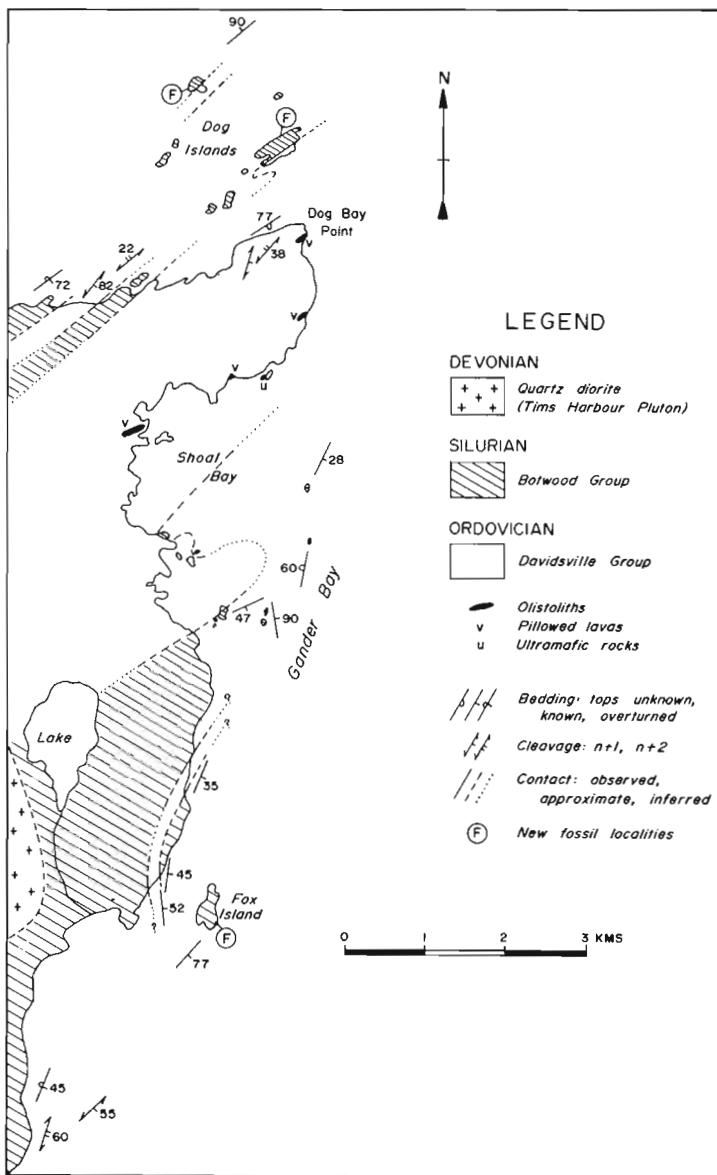 90
F
Dog
Islands
F
N
77
Dog Bay
Point
v
38
22
72
82
v
v
u
v
Shoal
Bay
28
60
Gander Bay
47
90
?
?
Lake
35
45
52
?
Fox
Island
F
77
45
55
60
LEGEND
DEVONIAN
Quartz diorite
(Tims Harbour Pluton)
SILURIAN
Botwood Group
ORDOVICIAN
Davidsville Group
Olistoliths
v Pillowed lavas
u Ultramafic rocks
Bedding: tops unknown,
known, overturned
Cleavage: n+1, n+2
Contact: observed,
approximate, inferred
F New fossil localities
0 1 2 3 KMS